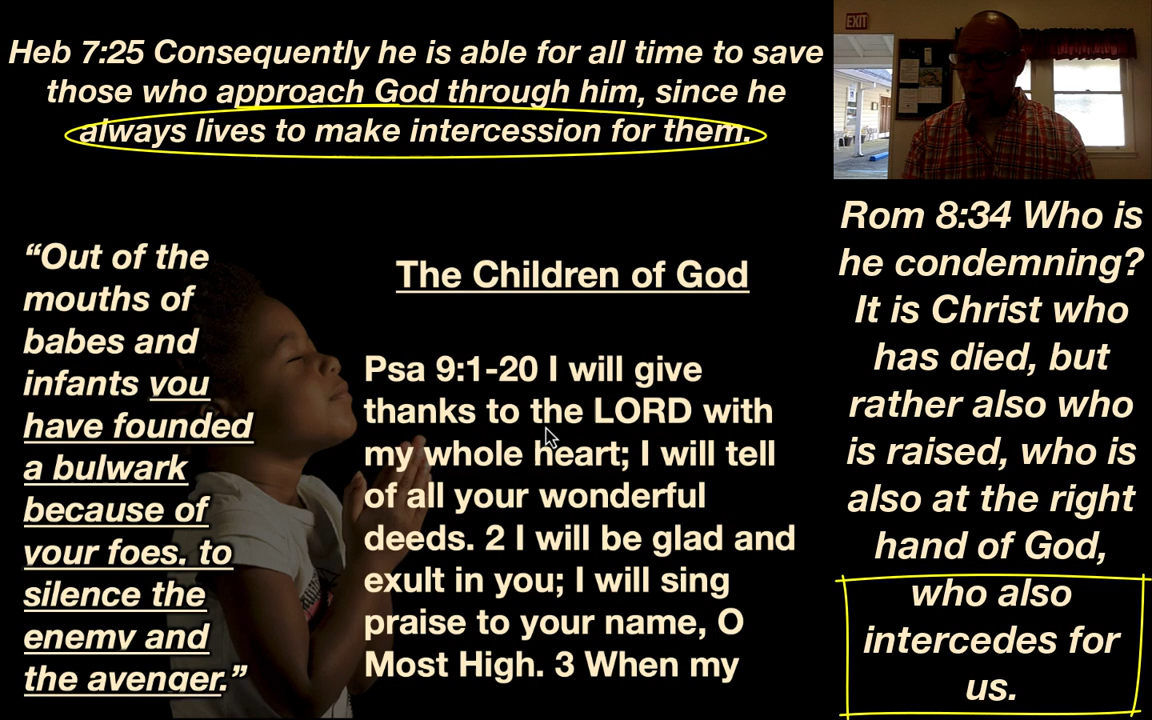 Heb 7:25 Consequently he is able for all time to save
those who approach God through him, since he
always lives to make intercession for them.
EXIT
“Out of the
mouths of
babes and
infants you
have founded
a bulwark
because of
your foes, to
silence the
enemy and
the avenger.”
The Children of God
Psa 9:1-20 I will give
thanks to the LORD with
my whole heart; I will tell
of all your wonderful
deeds. 2 I will be glad and
exult in you; I will sing
praise to your name, O
Most High. 3 When my
Rom 8:34 Who is
he condemning?
It is Christ who
has died, but
rather also who
is raised, who is
also at the right
hand of God,
who also
intercedes for
us.